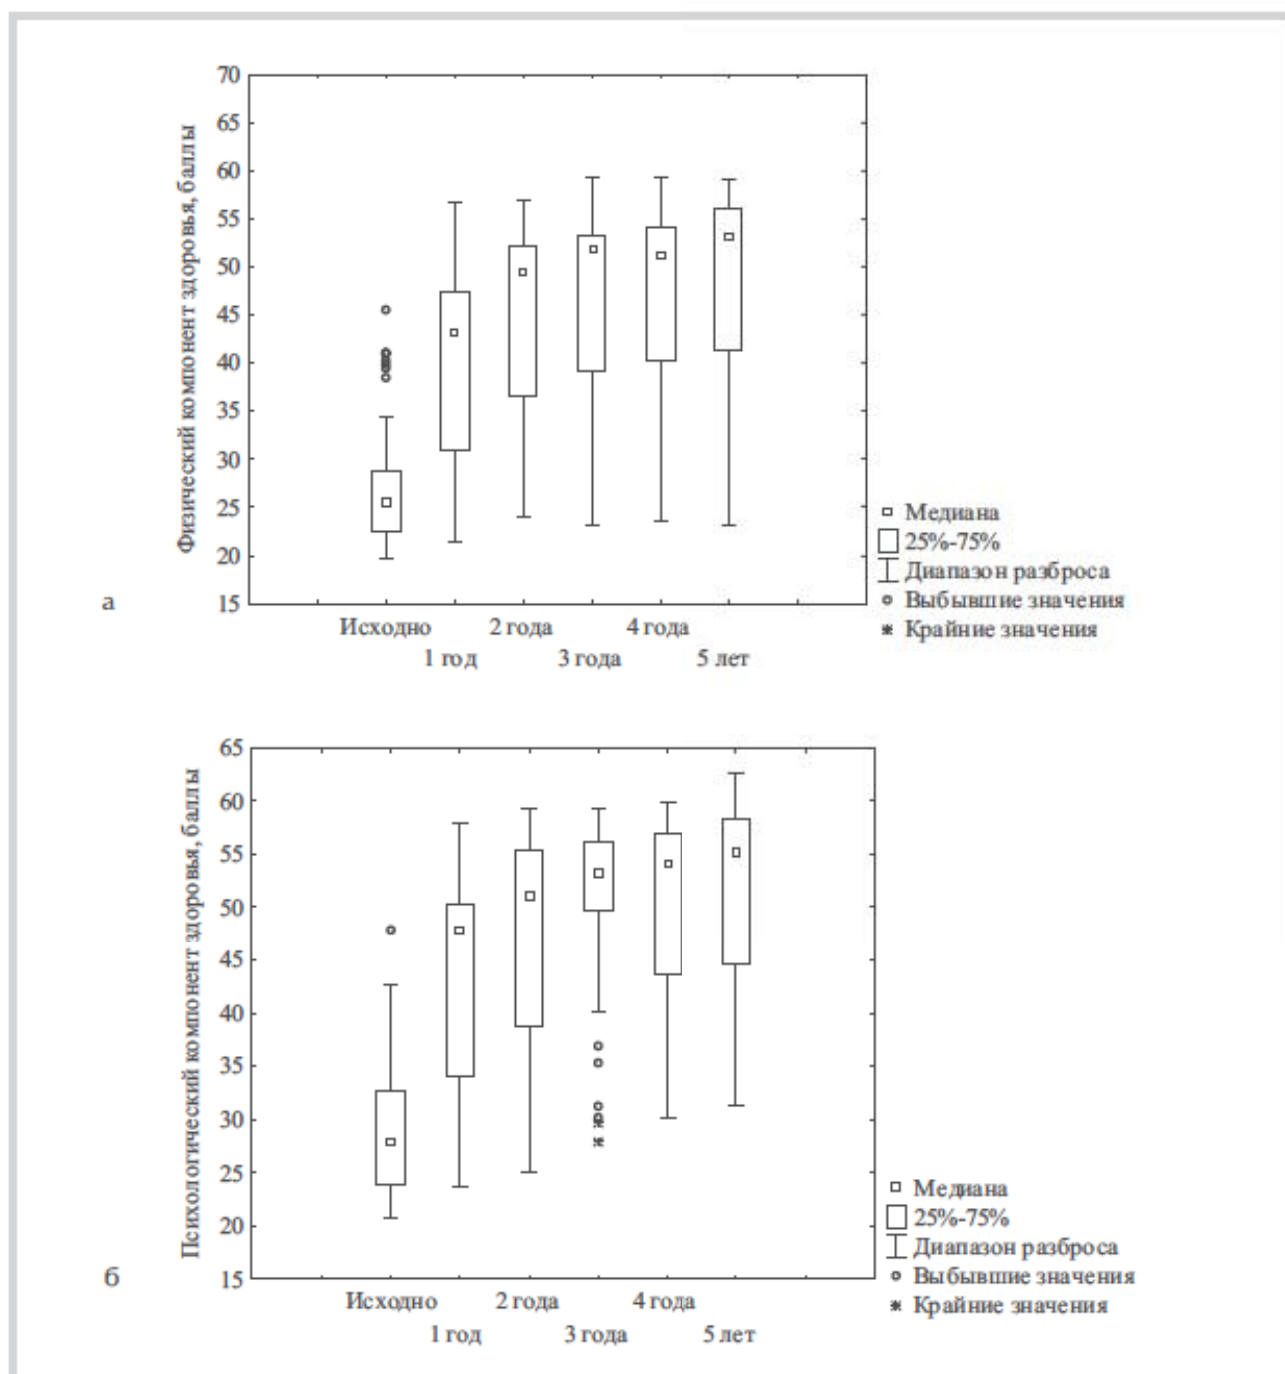 70
65
60
55
50
45
40
35
30
25
20
15
Физический компонент здоровья, баллы
а
Исходно 2 года 4 года
1 год 3 года 5 лет
Медиана
25%-75%
Диапазон разброса
Выбывшие значения
Крайние значения
65
60
55
50
45
40
35
30
25
20
15
Психологический компонент здоровья, баллы
б
Исходно 2 года 4 года
1 год 3 года 5 лет
Медиана
25%-75%
Диапазон разброса
Выбывшие значения
Крайние значения